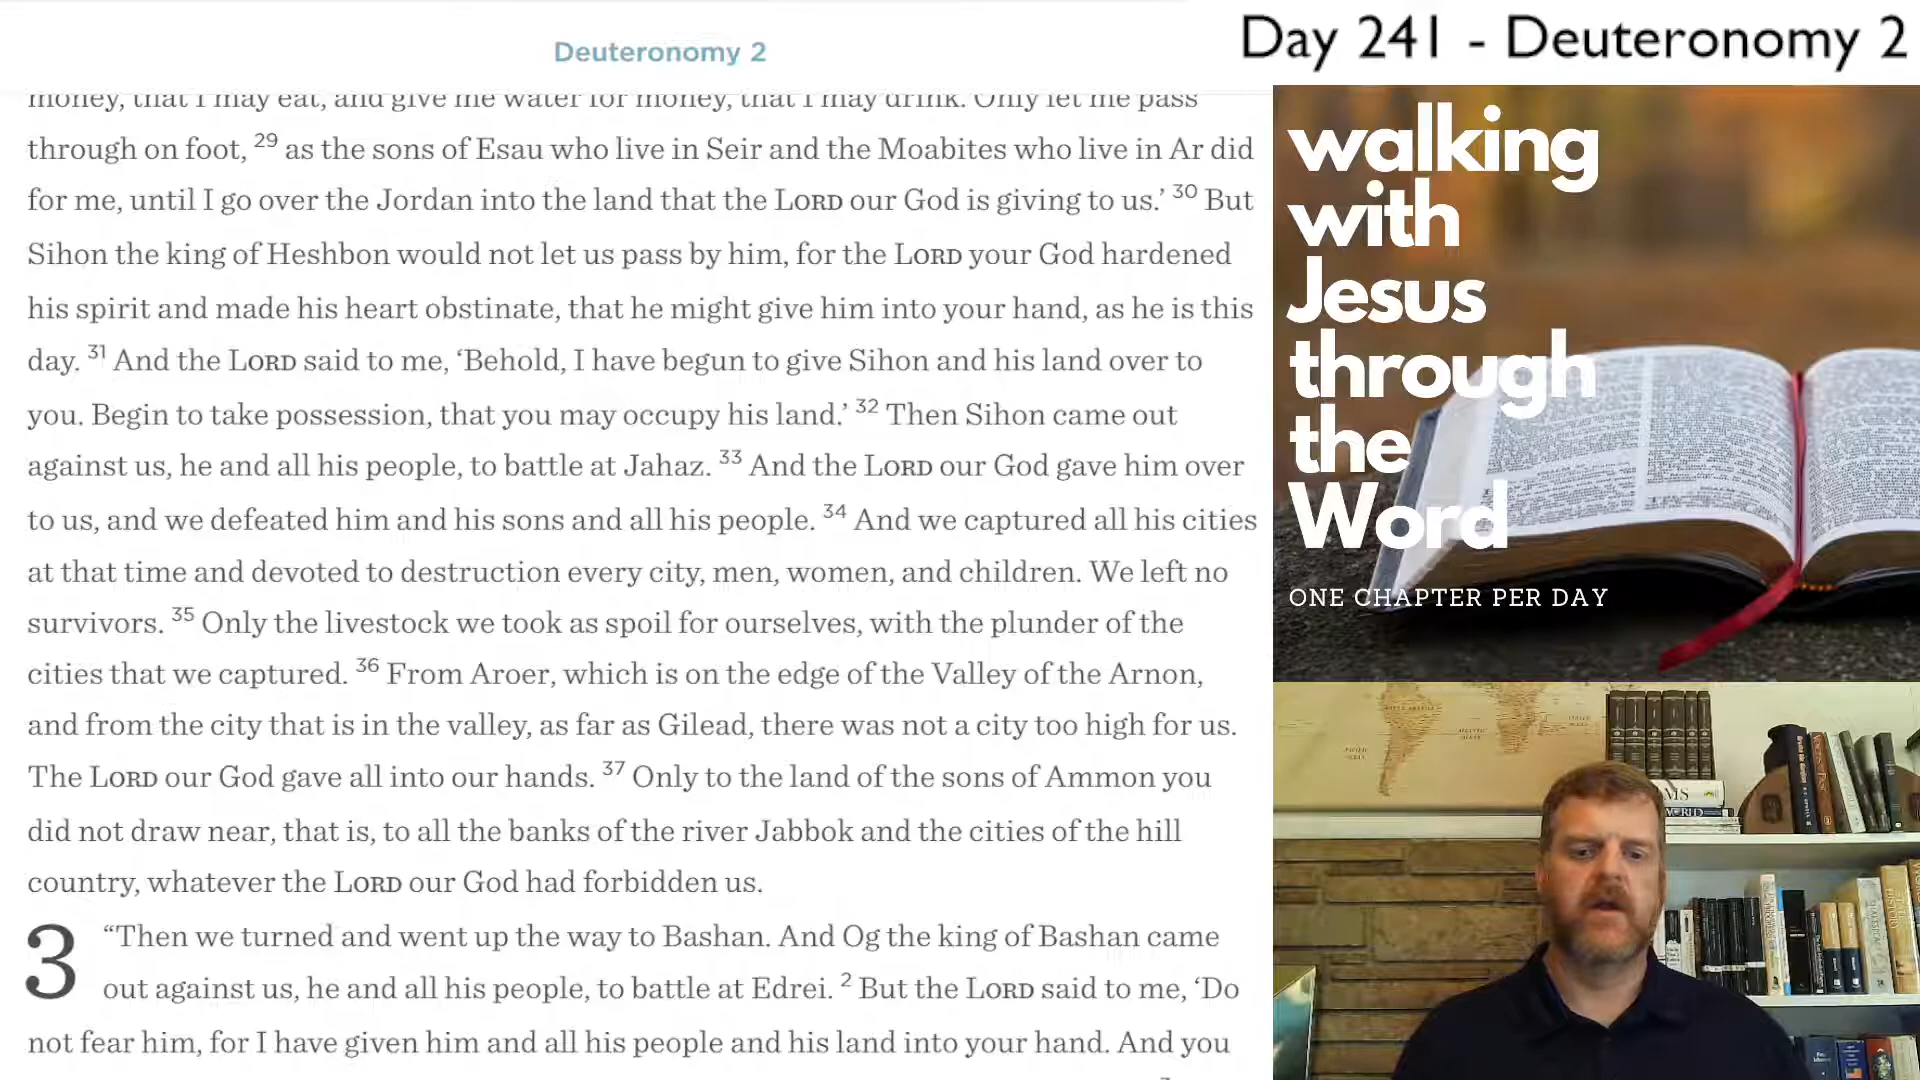 Deuteronomy 2
Day 241 - Deuteronomy 2
money, that I may eat, and give me water for money, that I may drink. Only let me pass
through on foot, 29 as the sons of Esau who live in Seir and the Moabites who live in Ar did
for me, until I go over the Jordan into the land that the LORD our God is giving to us.’ 30 But
Sihon the king of Heshbon would not let us pass by him, for the LORD your God hardened
his spirit and made his heart obstinate, that he might give him into your hand, as he is this
day. 31 And the LORD said to me, ‘Behold, I have begun to give Sihon and his land over to
you. Begin to take possession, that you may occupy his land.’ 32 Then Sihon came out
against us, he and all his people, to battle at Jahaz. 33 And the LORD our God gave him over
to us, and we defeated him and his sons and all his people. 34 And we captured all his cities
at that time and devoted to destruction every city, men, women, and children. We left no
survivors. 35 Only the livestock we took as spoil for ourselves, with the plunder of the
cities that we captured. 36 From Aroer, which is on the edge of the Valley of the Arnon,
and from the city that is in the valley, as far as Gilead, there was not a city too high for us.
The LORD our God gave all into our hands. 37 Only to the land of the sons of Ammon you
did not draw near, that is, to all the banks of the river Jabbok and the cities of the hill
country, whatever the LORD our God had forbidden us.
3 “Then we turned and went up the way to Bashan. And Og the king of Bashan came
out against us, he and all his people, to battle at Edrei. 2 But the LORD said to me, ‘Do
not fear him, for I have given him and all his people and his land into your hand. And you
walking
with
Jesus
through
the
Word
ONE CHAPTER PER DAY